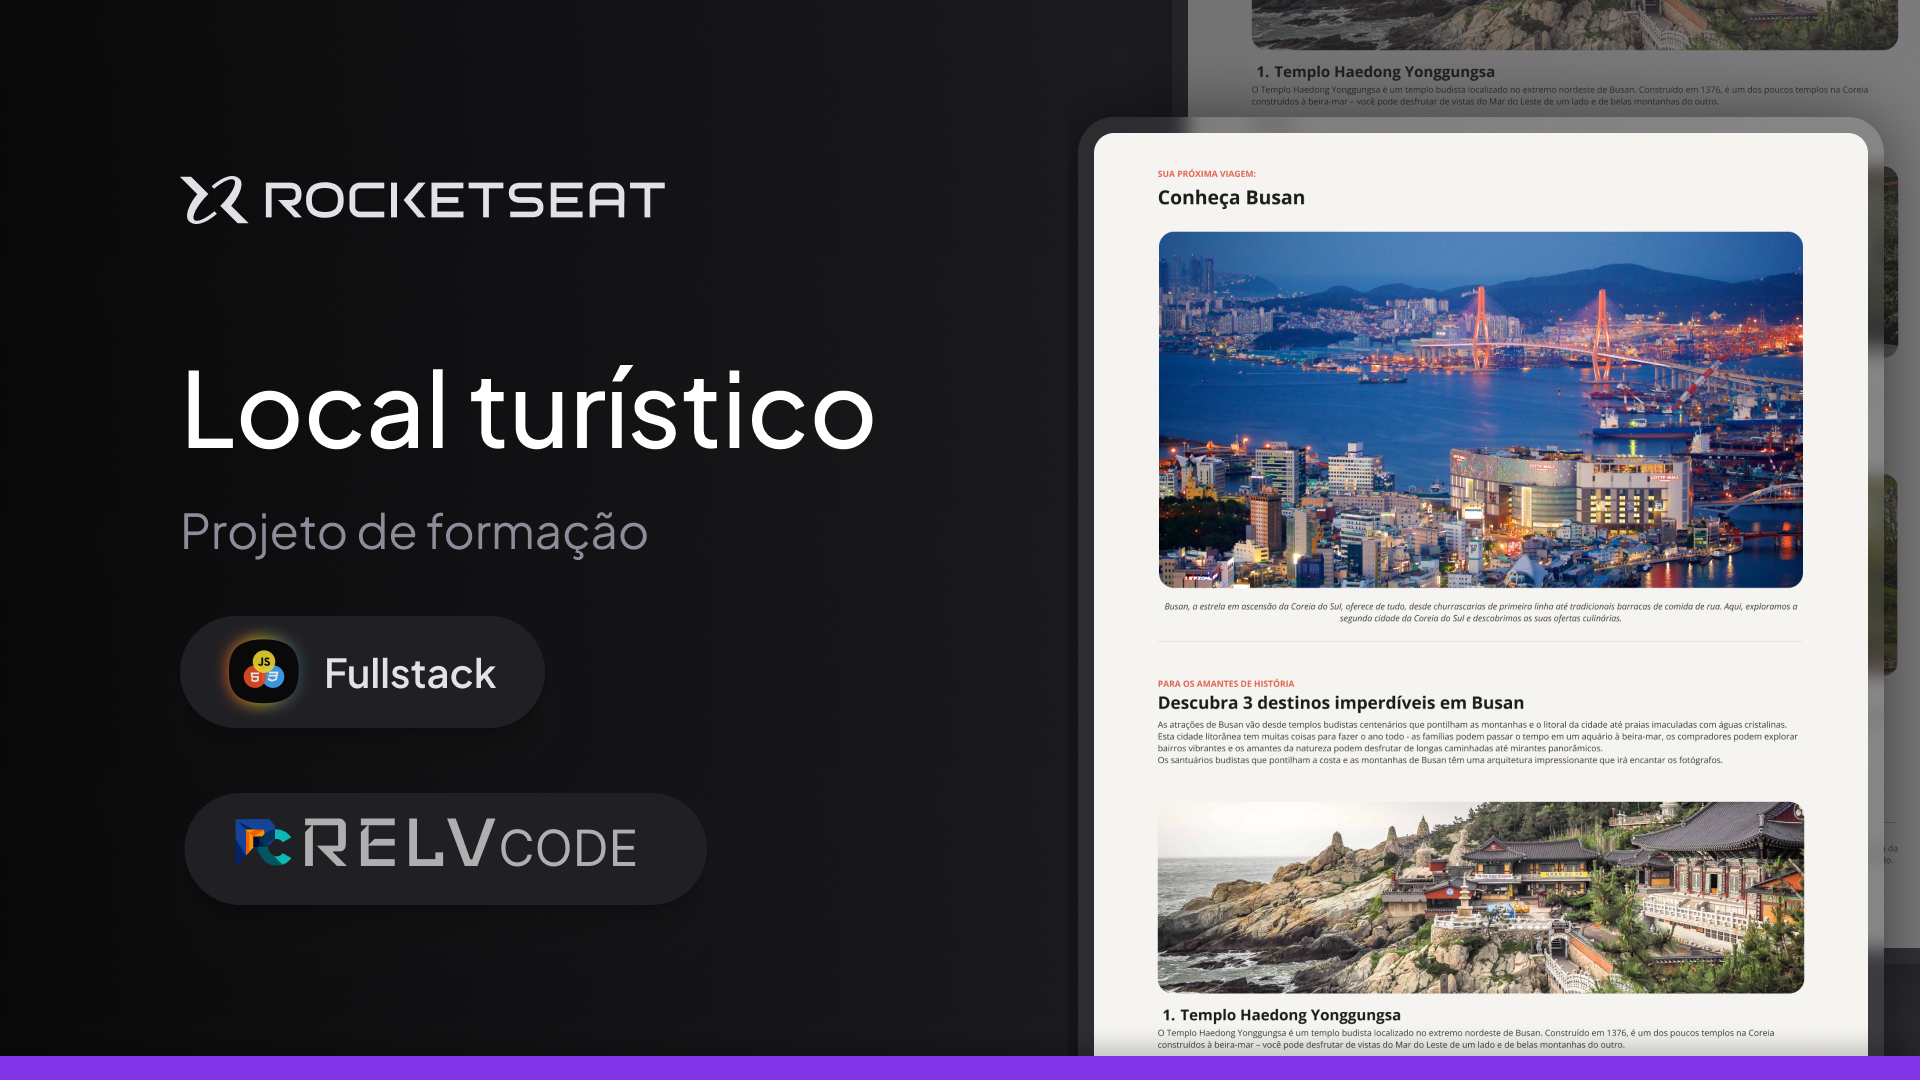 ROCKETSEAT
Local turístico
Projeto de formação
JS
5
3
Fullstack
RELVCODE
1. Templo Haedong Yonggungsa
O Templo Haedong Yonggungsa é um templo budista localizado no extremo nordeste de Busan. Construído em 1376, é um dos poucos templos na Coreia
construídos à beira-mar – você pode desfrutar de vistas do Mar do Leste de um lado e de belas montanhas do outro.
SUA PRÓXIMA VIAGEM:
Conheça Busan
LOTTE MALL
LOTTE MALL
Busan, a estrela em ascensão da Coreia do Sul, oferece de tudo, desde churrascarias de primeira linha até tradicionais barracas de comida de rua. Aqui, exploramos a
segunda cidade da Coreia do Sul e descobrimos as suas ofertas culinárias.
PARA OS AMANTES DE HISTÓRIA
Descubra 3 destinos imperdíveis em Busan
As atrações de Busan vão desde templos budistas centenários que pontilham as montanhas e o litoral da cidade até praias imaculadas com águas cristalinas.
Esta cidade litorânea tem muitas coisas para fazer o ano todo - as famílias podem passar o tempo em um aquário à beira-mar, os compradores podem explorar
bairros vibrantes e os amantes da natureza podem desfrutar de longas caminhadas até mirantes panorâmicos.
Os santuários budistas que pontilham a costa e as montanhas de Busan têm uma arquitetura impressionante que irá encantar os fotógrafos.
1. Templo Haedong Yonggungsa
O Templo Haedong Yonggungsa é um templo budista localizado no extremo nordeste de Busan. Construído em 1376, é um dos poucos templos na Coreia
construídos à beira-mar – você pode desfrutar de vistas do Mar do Leste de um lado e de belas montanhas do outro.